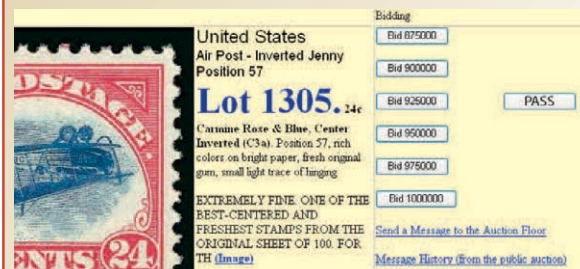 Bidding
United States
Air Post - Inverted Jenny
Position 57
Lot 1305. 24c
Carmine Rose & Blue, Center
Inverted (C3a). Position 57, rich
colors on bright paper, fresh original
gum, small light trace of hinging
EXTREMELY FINE. ONE OF THE
BEST-CENTERED AND
FRESHEST STAMPS FROM THE
ORIGINAL SHEET OF 100. FOR
TH (Image)
Bid 875000
Bid 900000
Bid 925000
PASS
Bid 950000
Bid 975000
Bid 1000000
Send a Message to the Auction Floor
Message History (from the public auction)
OSTAGE
ENTS 24